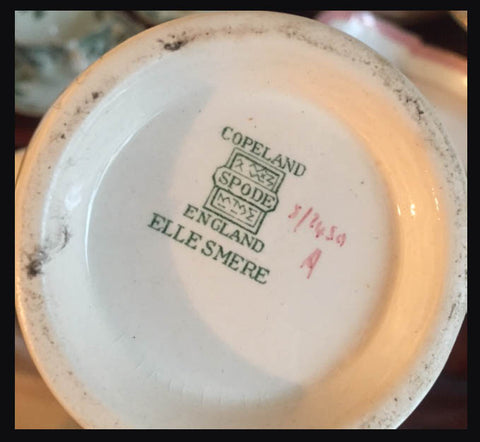 COPELAND
SPODE
ENGLAND
ELLESMERE
A